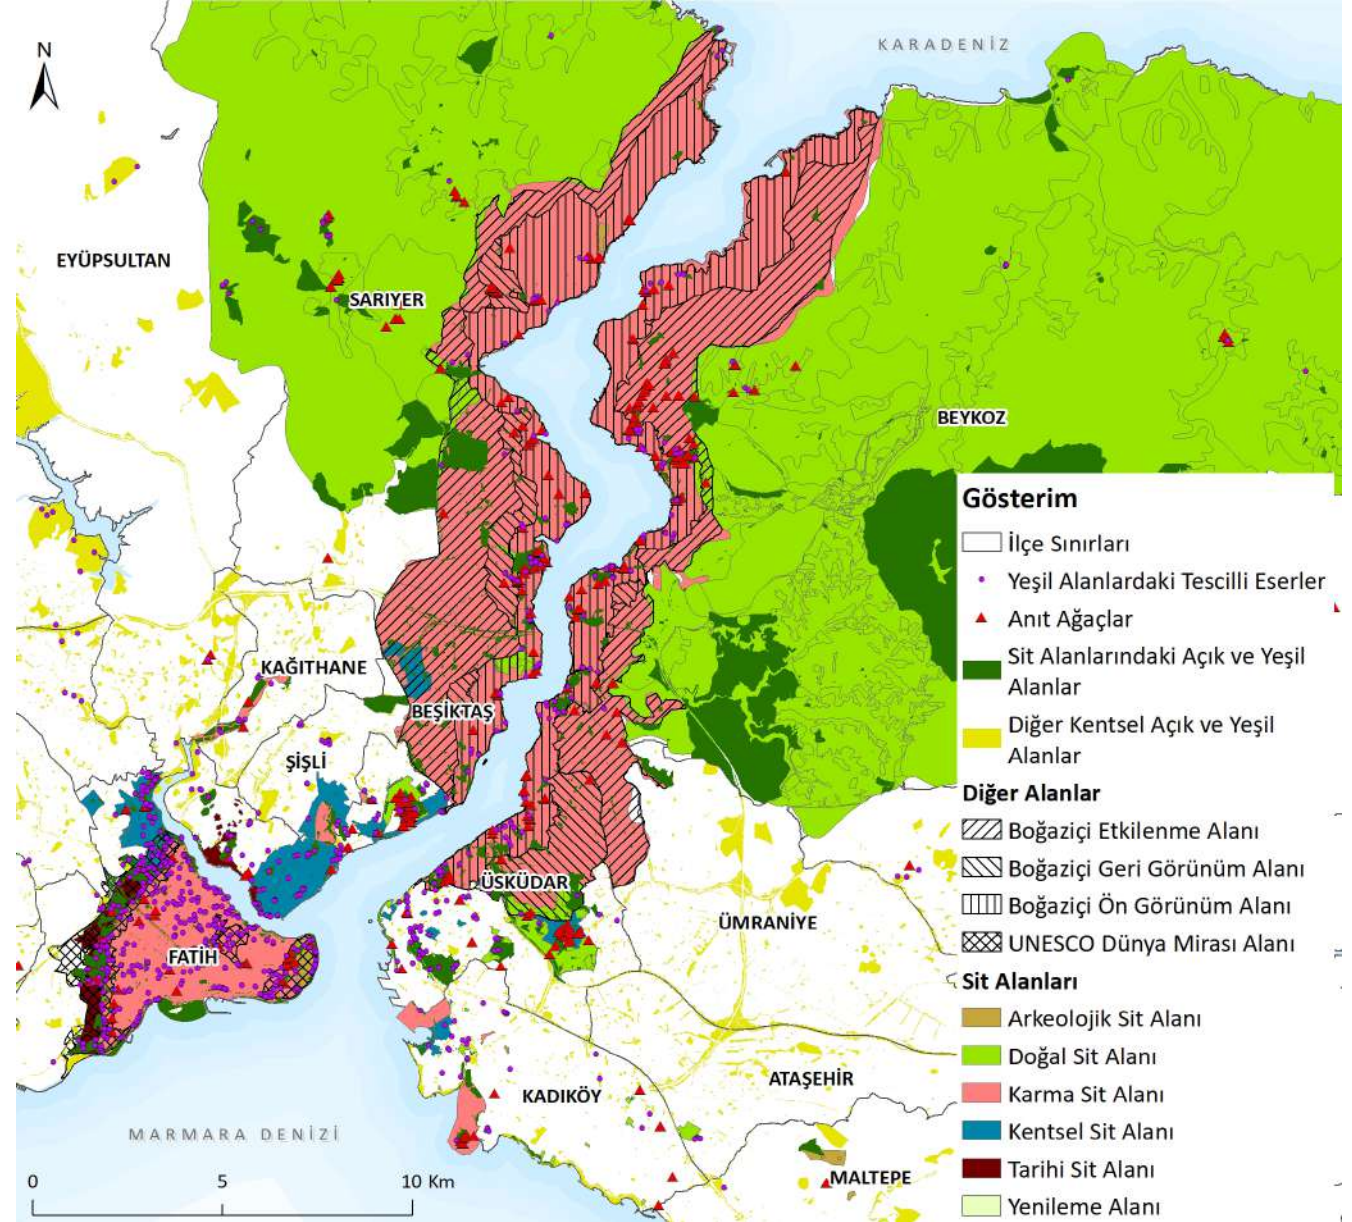 N
KARADENİZ
EYÜPSULTAN
SARIYER
BEYKOZ
KAĞITHANE
BEŞİKTAŞ
ŞİŞLİ
ÜSKÜDAR
ÜMRANİYE
FATİH
ATAŞEHİR
KADIKÖY
MARMARA DENİZİ
MALTEPE
0 5 10 Km
Gösterim
İlçe Sınırları
Yeşil Alanlardaki Tescilli Eserler
Anıt Ağaçlar
Sit Alanlarındaki Açık ve Yeşil
Alanlar
Diğer Kentsel Açık ve Yeşil
Alanlar
Diğer Alanlar
Boğaziçi Etkilenme Alanı
Boğaziçi Geri Görünüm Alanı
Boğaziçi Ön Görünüm Alanı
UNESCO Dünya Mirası Alanı
Sit Alanları
Arkeolojik Sit Alanı
Doğal Sit Alanı
Karma Sit Alanı
Kentsel Sit Alanı
Tarihi Sit Alanı
Yenileme Alanı